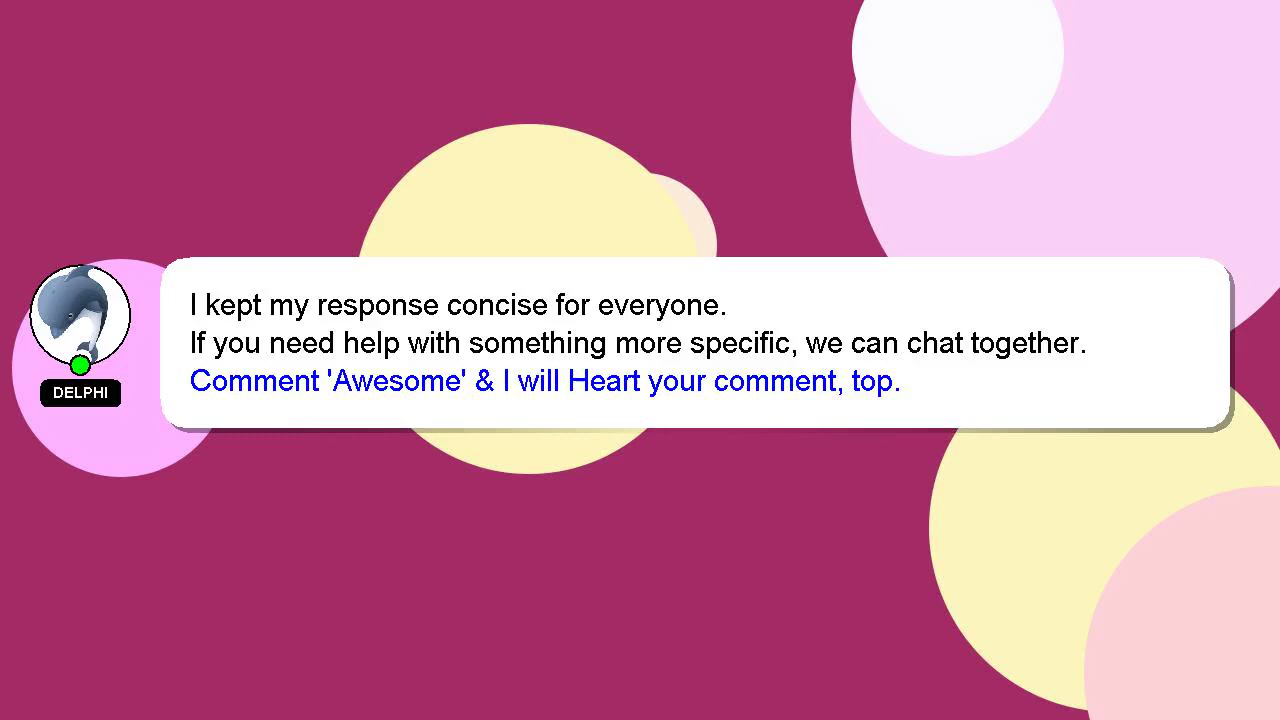 I kept my response concise for everyone.
If you need help with something more specific, we can chat together.
Comment 'Awesome' & I will Heart your comment, top.
DELPHI